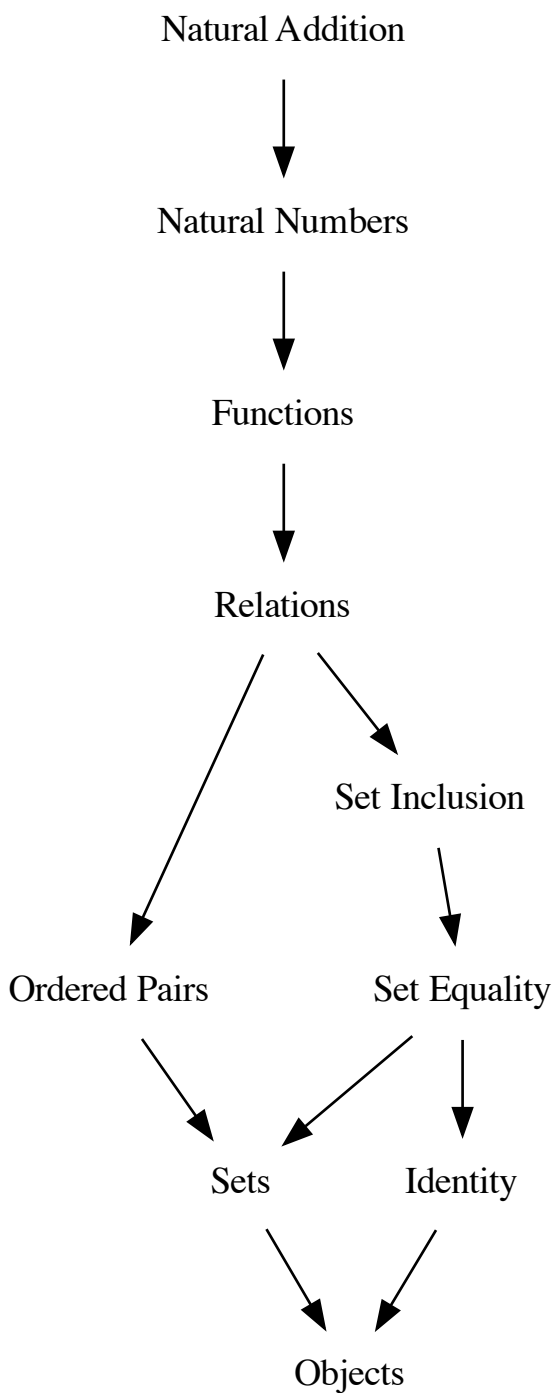 Natural Addition
Natural Numbers
Functions
Relations
Set Inclusion
Ordered Pairs
Set Equality
Sets
Identity
Objects